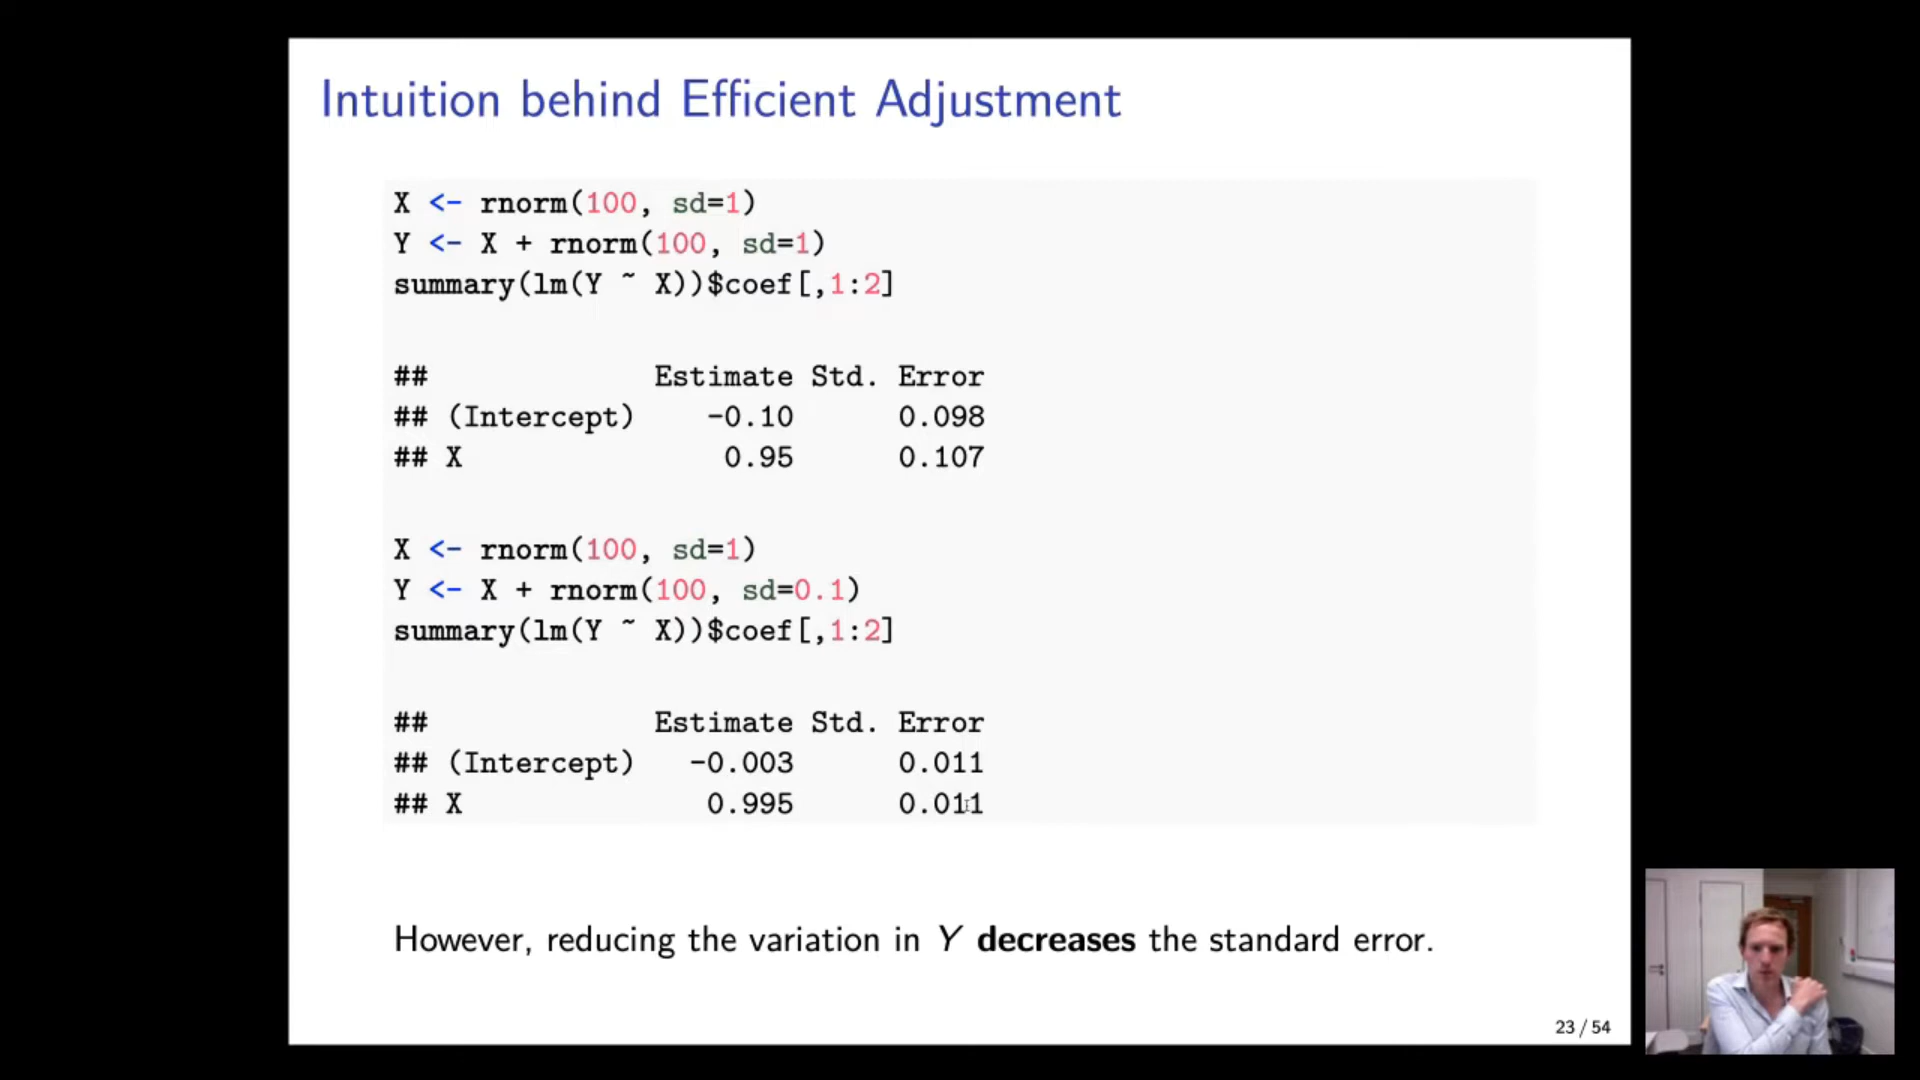 Intuition behind Efficient Adjustment
X <- rnorm(100, sd=1)
Y <- X + rnorm(100, sd=1)
summary(lm(Y ~ X))$coef[,1:2]
## Estimate Std. Error
## (Intercept) -0.10 0.098
## X 0.95 0.107
X <- rnorm(100, sd=1)
Y <- X + rnorm(100, sd=0.1)
summary(lm(Y ~ X))$coef[,1:2]
## Estimate Std. Error
## (Intercept) -0.003 0.011
## X 0.995 0.011
However, reducing the variation in Y decreases the standard error.
23 / 54